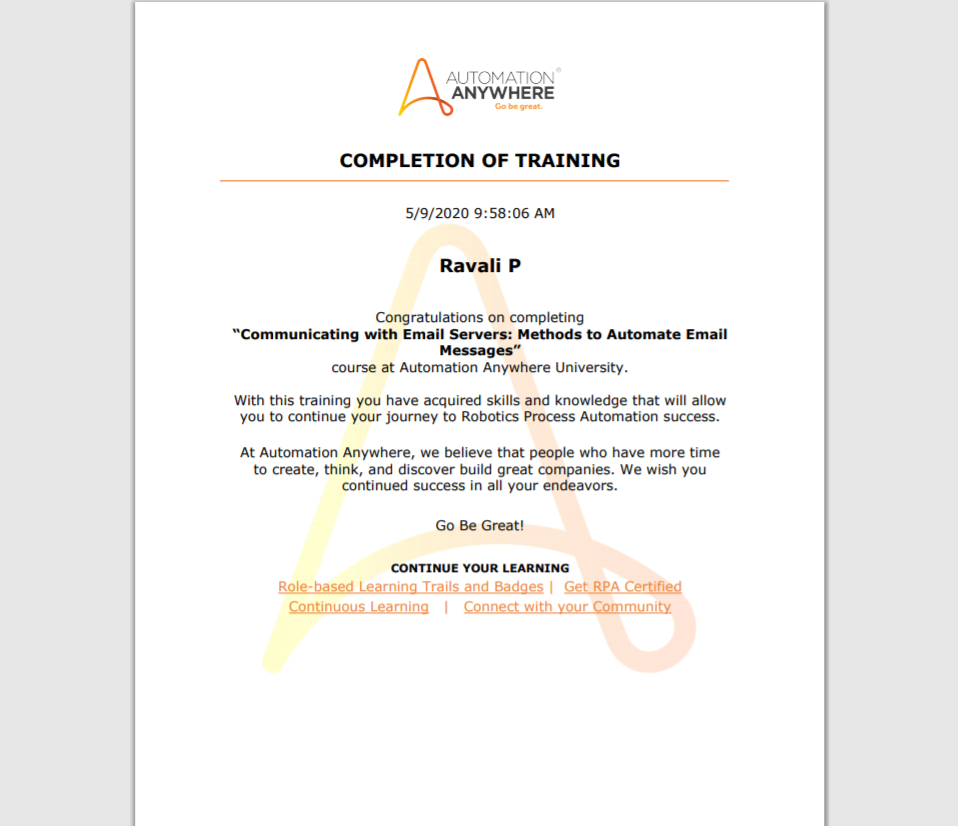 AUTOMATION®
ANYWHERE
Go be great.
COMPLETION OF TRAINING
5/9/2020 9:58:06 AM
Ravali P
Congratulations on completing
“Communicating with Email Servers: Methods to Automate Email
Messages”
course at Automation Anywhere University.
With this training you have acquired skills and knowledge that will allow
you to continue your journey to Robotics Process Automation success.
At Automation Anywhere, we believe that people who have more time
to create, think, and discover build great companies. We wish you
continued success in all your endeavors.
Go Be Great!
CONTINUE YOUR LEARNING
Role-based Learning Trails and Badges | Get RPA Certified
Continuous Learning | Connect with your Community